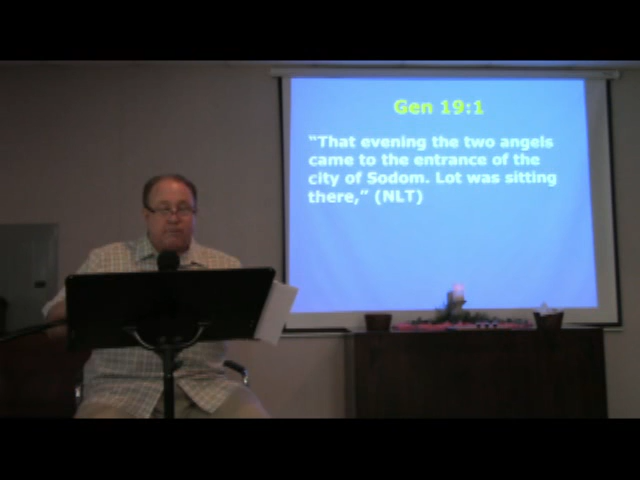 Gen 19:1
“That evening the two angels
came to the entrance of the
city of Sodom. Lot was sitting
there,” (NLT)